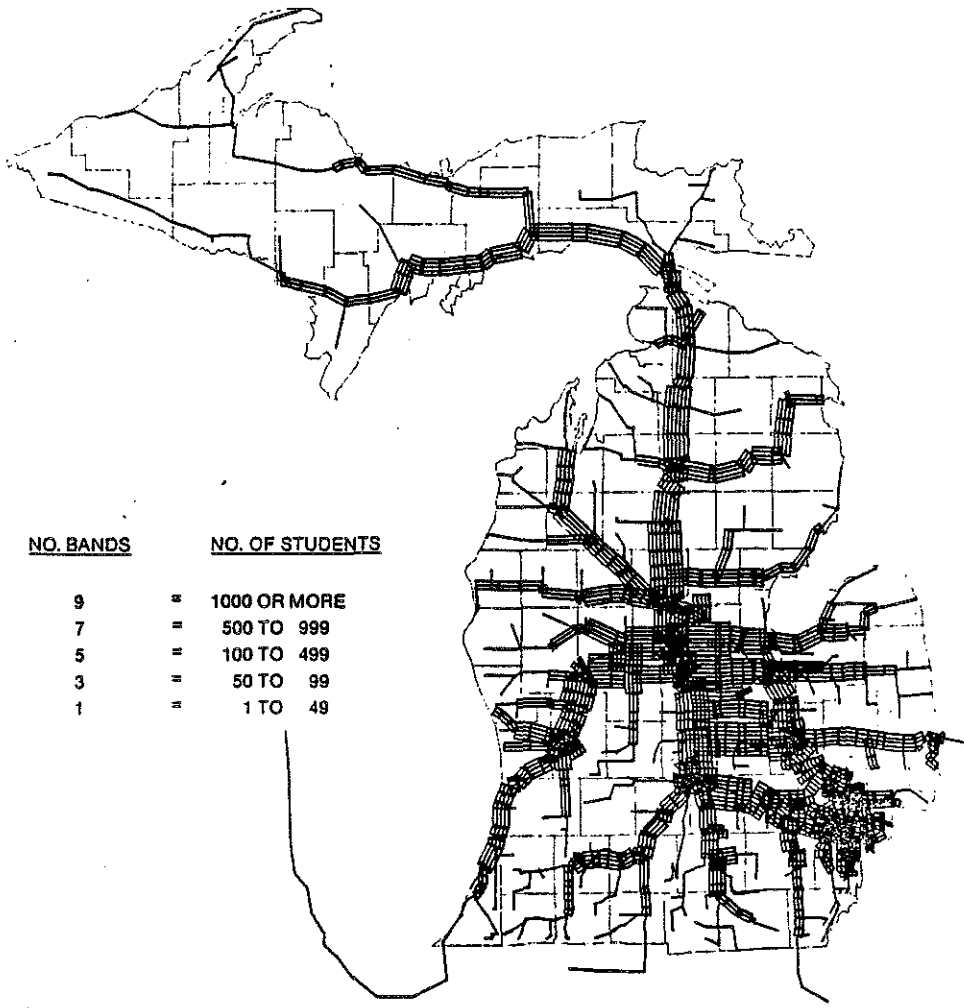 NO. BANDS NO. OF STUDENTS
9 = 1000 OR MORE
7 = 500 TO 999
5 = 100 TO 499
3 = 50 TO 99
1 = 1 TO 49